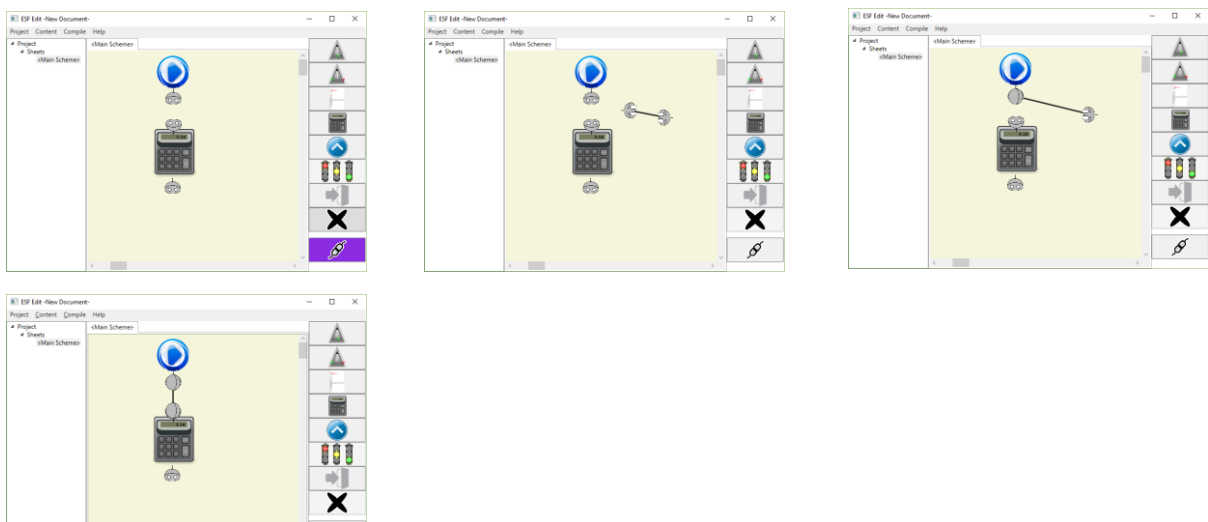 ESF Edit -New Document-
Project Content Compile Help
Project
Sheets
<Main Scheme>
<Main Scheme>
ESF Edit -New Document-
Project Content Compile Help
Project
Sheets
<Main Scheme>
<Main Scheme>
ESF Edit -New Document-
Project Content Compile Help
Project
Sheets
<Main Scheme>
<Main Scheme>
ESF Edit -New Document-
Project Content Compile Help
Project
Sheets
<Main Scheme>
<Main Scheme>